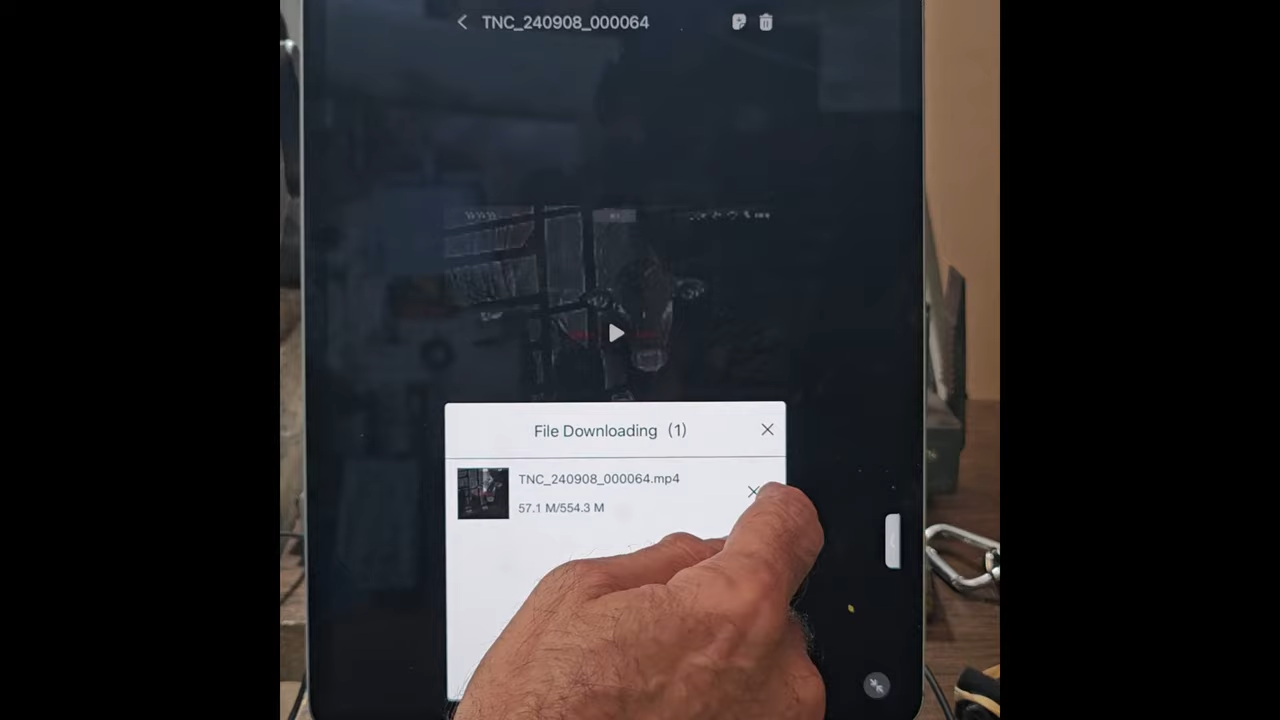 TNC_240908_000064
File Downloading (1)
TNC_240908_000064.mp4
57.1 M/554.3 M